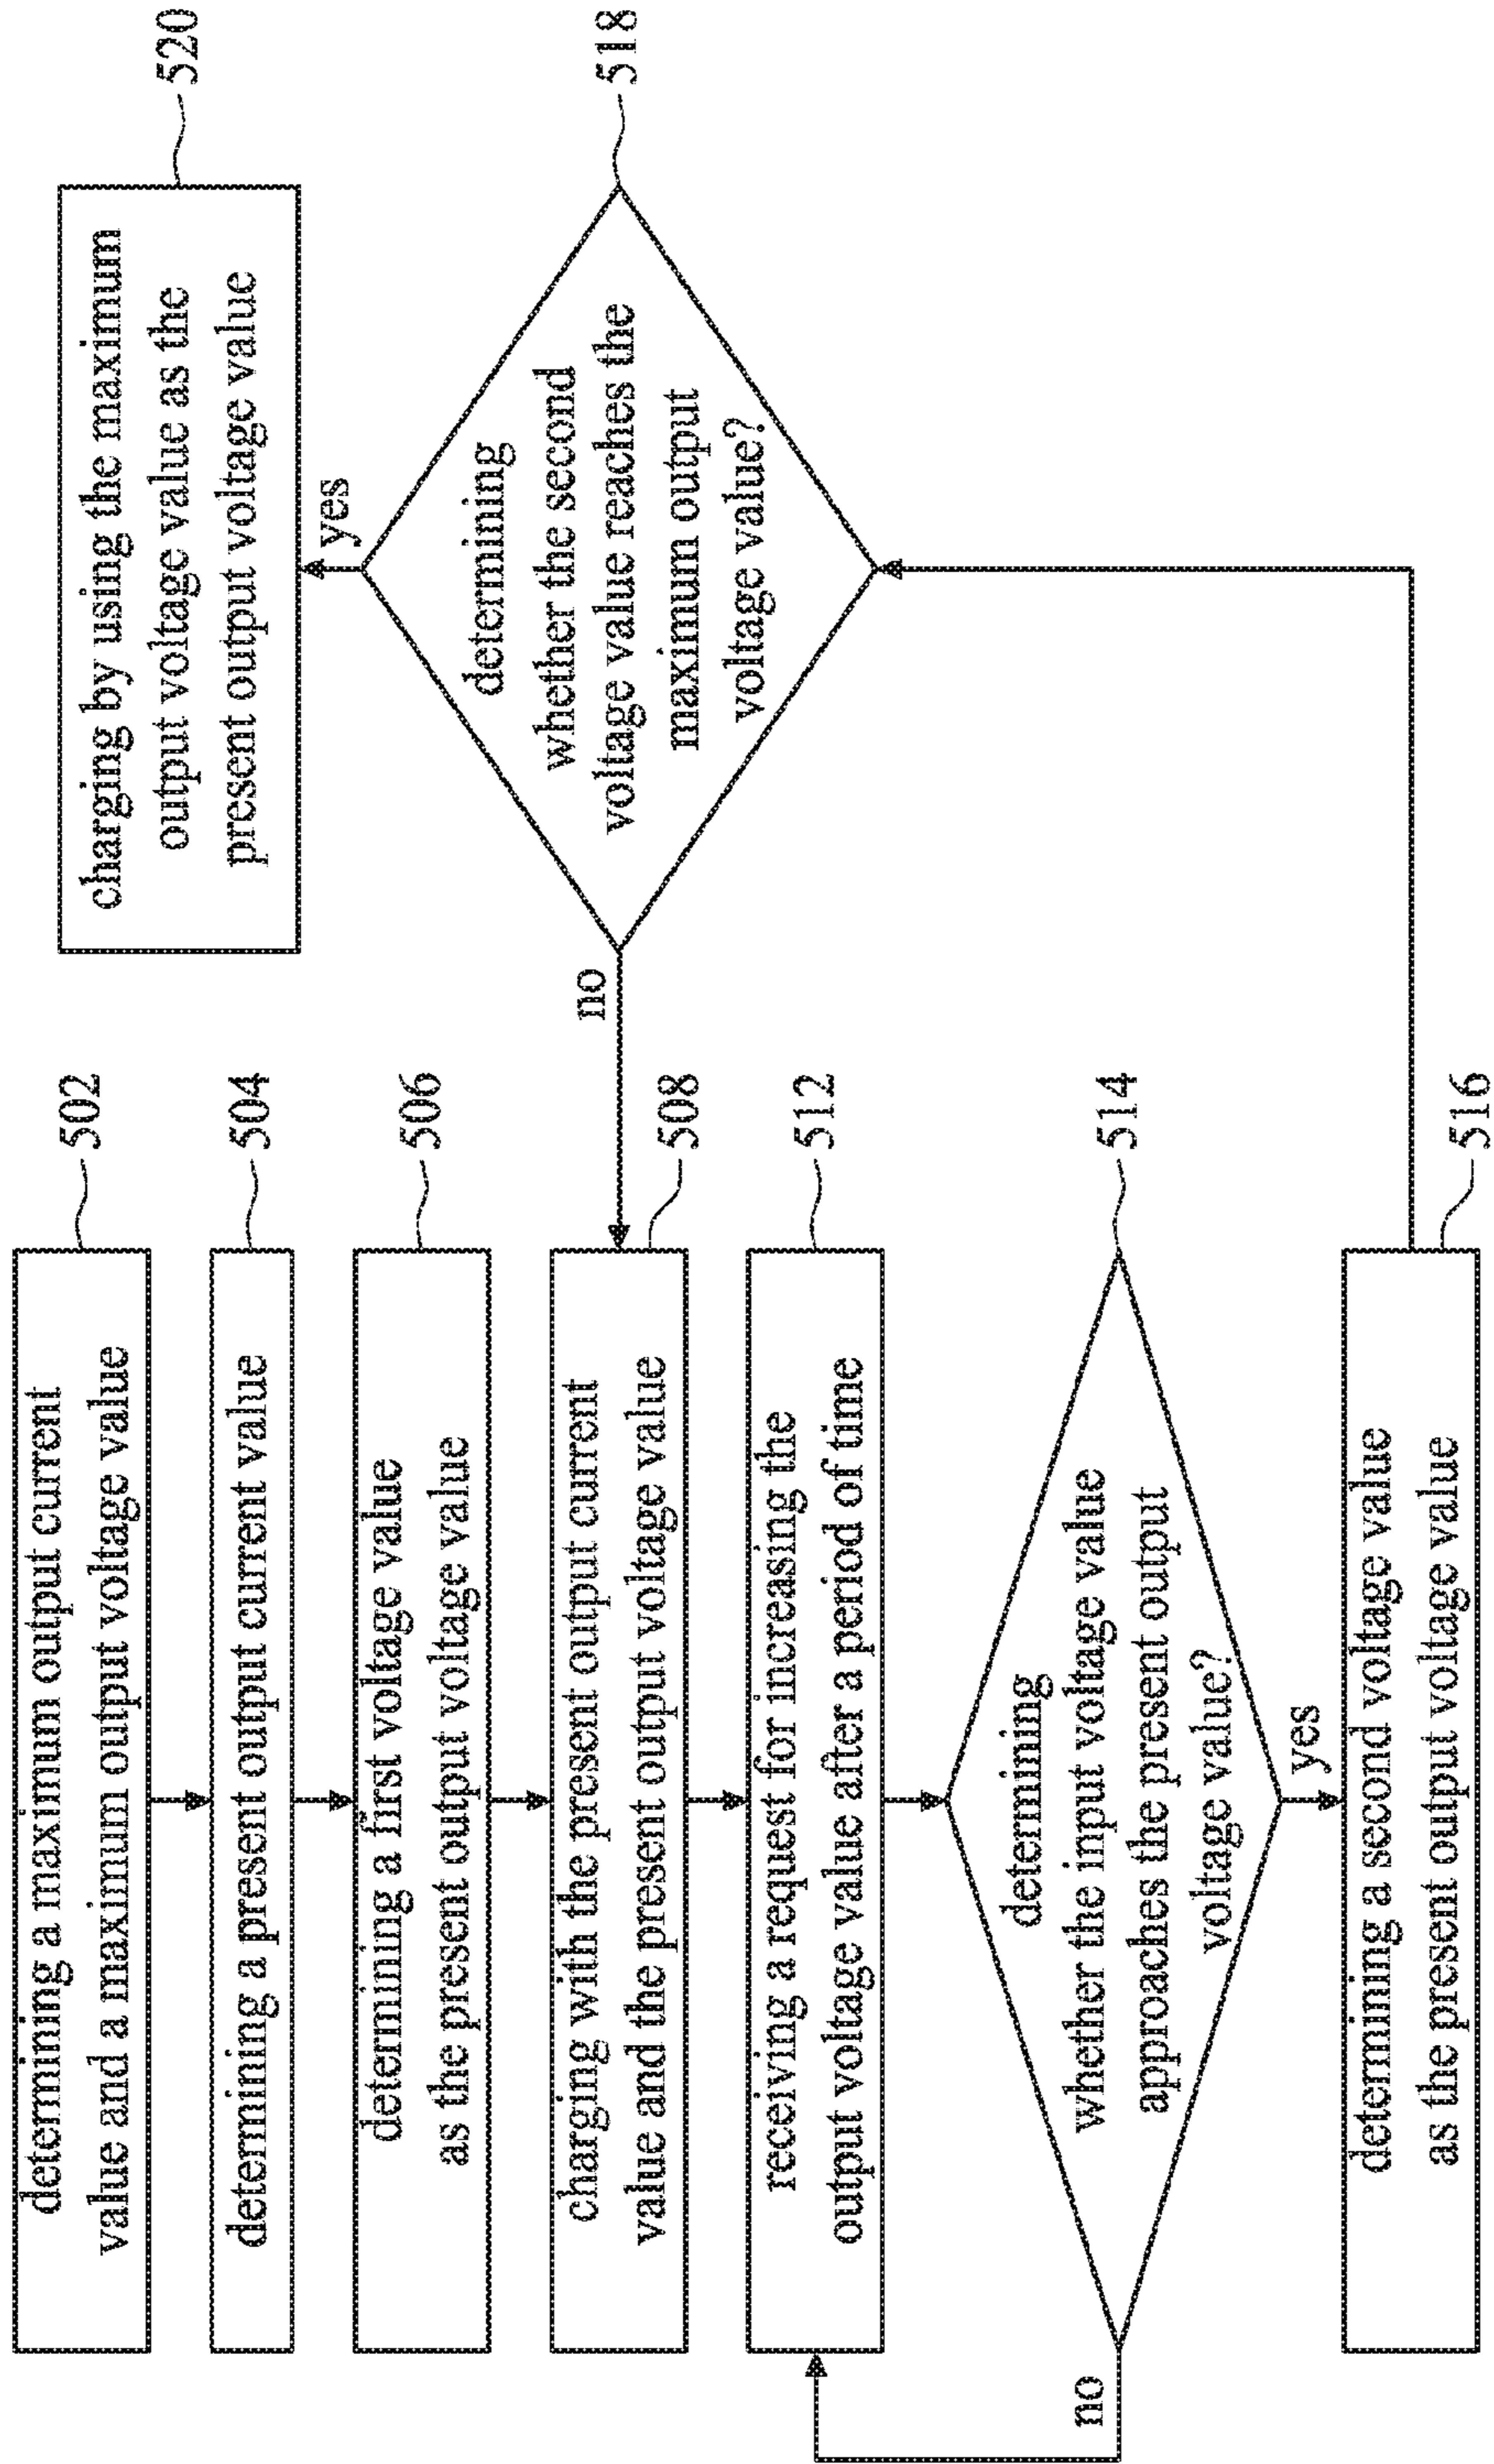 determining a maximum output current
value and a maximum output voltage value
502
determining a present output current value
504
determining a first voltage value
as the present output voltage value
506
charging with the present output current
value and the present output voltage value
508
receiving a request for increasing the
output voltage value after a period of time
512
determining
whether the input voltage value
approaches the present output
voltage value?
514
no
yes
determining a second voltage value
as the present output voltage value
516
determining
whether the second
voltage value reaches the
maximum output
voltage value?
518
no
yes
charging by using the maximum
output voltage value as the
present output voltage value
520